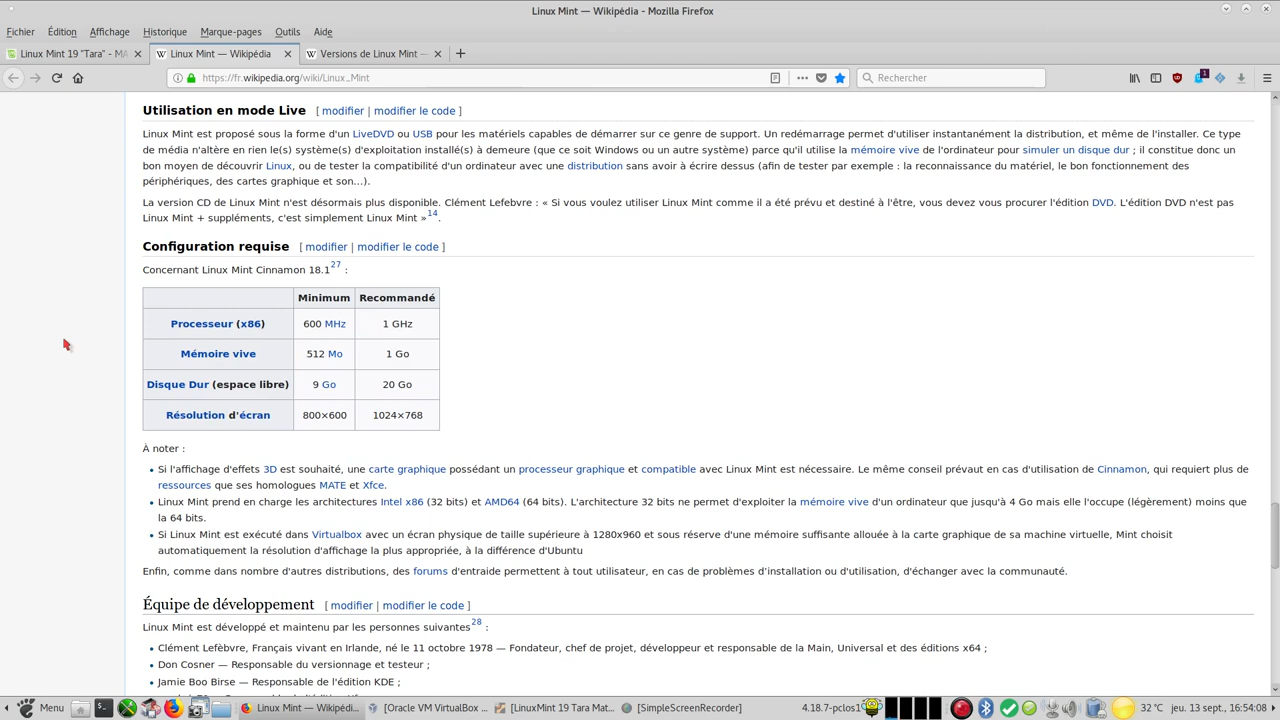 Linux Mint — Wikipédia - Mozilla Firefox
Fichier Édition Affichage Historique Marque-pages Outils Aide
Linux Mint 19 "Tara" - MA Linux Mint — Wikipédia Versions de Linux Mint —
https://fr.wikipedia.org/wiki/Linux_Mint Rechercher 1
Utilisation en mode Live [ modifier | modifier le code ]
Linux Mint est proposé sous la forme d'un LiveDVD ou USB pour les matériels capables de démarrer sur ce genre de support. Un redémarrage permet d'utiliser instantanément la distribution, et même de l'installer. Ce type
de média n'altère en rien le(s) système(s) d'exploitation installé(s) à demeure (que ce soit Windows ou un autre système) parce qu'il utilise la mémoire vive de l'ordinateur pour simuler un disque dur ; il constitue donc un
bon moyen de découvrir Linux, ou de tester la compatibilité d'un ordinateur avec une distribution sans avoir à écrire dessus (afin de tester par exemple : la reconnaissance du matériel, le bon fonctionnement des
périphériques, des cartes graphique et son...).
La version CD de Linux Mint n'est désormais plus disponible. Clément Lefebvre : « Si vous voulez utiliser Linux Mint comme il a été prévu et destiné à l'être, vous devez vous procurer l'édition DVD. L'édition DVD n'est pas
Linux Mint + suppléments, c'est simplement Linux Mint »14.
Configuration requise [ modifier | modifier le code ]
Concernant Linux Mint Cinnamon 18.127 :
Minimum Recommandé
Processeur (x86) 600 MHz 1 GHz
Mémoire vive 512 Mo 1 Go
Disque Dur (espace libre) 9 Go 20 Go
Résolution d'écran 800×600 1024×768
À noter :
• Si l'affichage d'effets 3D est souhaité, une carte graphique possédant un processeur graphique et compatible avec Linux Mint est nécessaire. Le même conseil prévaut en cas d'utilisation de Cinnamon, qui requiert plus de
ressources que ses homologues MATE et Xfce.
• Linux Mint prend en charge les architectures Intel x86 (32 bits) et AMD64 (64 bits). L'architecture 32 bits ne permet d'exploiter la mémoire vive d'un ordinateur que jusqu'à 4 Go mais elle l'occupe (légèrement) moins que
la 64 bits.
• Si Linux Mint est exécuté dans Virtualbox avec un écran physique de taille supérieure à 1280x960 et sous réserve d'une mémoire suffisante allouée à la carte graphique de sa machine virtuelle, Mint choisit
automatiquement la résolution d'affichage la plus appropriée, à la différence d'Ubuntu
Enfin, comme dans nombre d'autres distributions, des forums d'entraide permettent à tout utilisateur, en cas de problèmes d'installation ou d'utilisation, d'échanger avec la communauté.
Équipe de développement [ modifier | modifier le code ]
Linux Mint est développé et maintenu par les personnes suivantes28 :
• Clément Lefèbvre, Français vivant en Irlande, né le 11 octobre 1978 — Fondateur, chef de projet, développeur et responsable de la Main, Universal et des éditions x64 ;
• Don Cosner — Responsable du versionnage et testeur ;
• Jamie Boo Birse — Responsable de l'édition KDE ;
Menu Linux Mint — Wikipédi... [Oracle VM VirtualBox ... [LinuxMint 19 Tara Mat... [SimpleScreenRecorder] 4.18.7-pclos1 32 °C jeu. 13 sept., 16:54:08